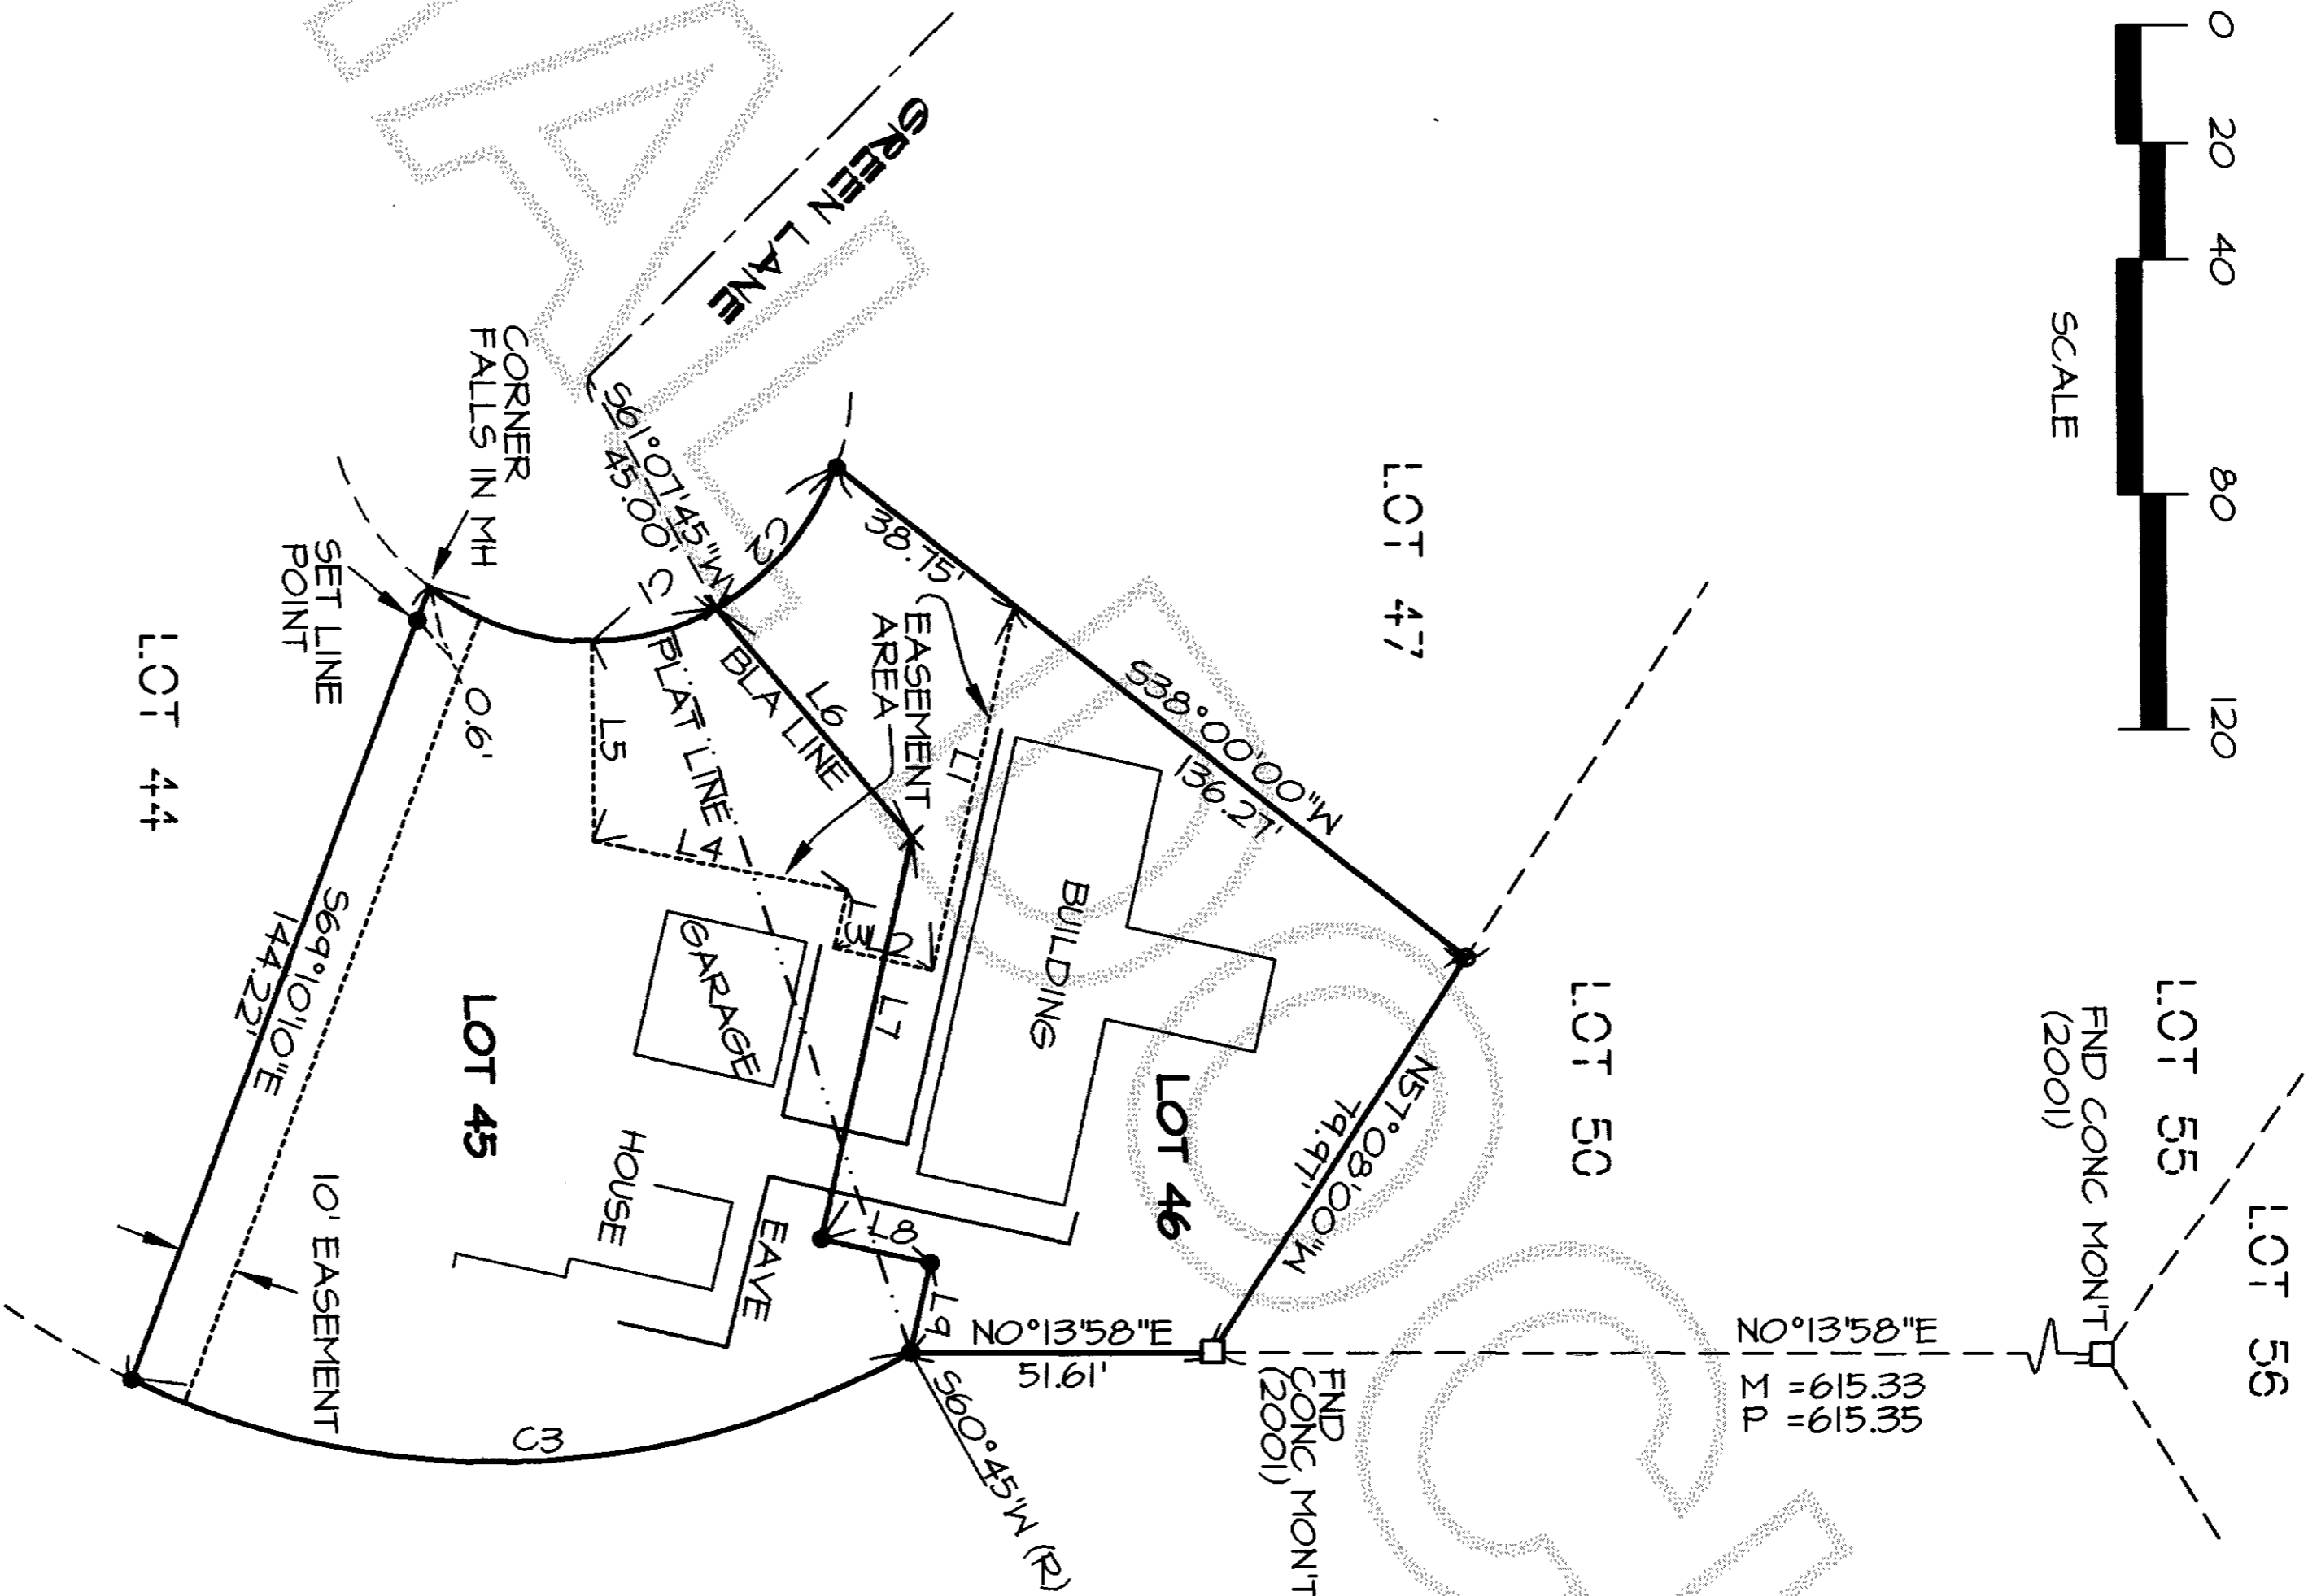 0
20
40
80
120
SCALE
GREEN LANE
LOT 47
S61°07'45"W
45.00'
C2
C1
38.75'
S38°00'00"W
136.27'
EASEMENT
AREA
CORNER
FALLS IN MH
SET LINE
POINT
0.6'
LOT 44
L6
BLA LINE
PLAT LINE
L5
L4
L1
L3
L2
L7
BUILDING
GARAGE
LOT 45
HOUSE
EAVE
L8
L9
LOT 46
S69°10'10"E
144.22'
10' EASEMENT
C3
N57°08'00"W
79.97'
LOT 50
LOT 55
LOT 56
FND CONC MON'T
(2001)
N0°13'58"E
51.61'
FND
CONC MON'T
(2001)
N0°13'58"E
M =615.33
P =615.35
S60°45'W (R)